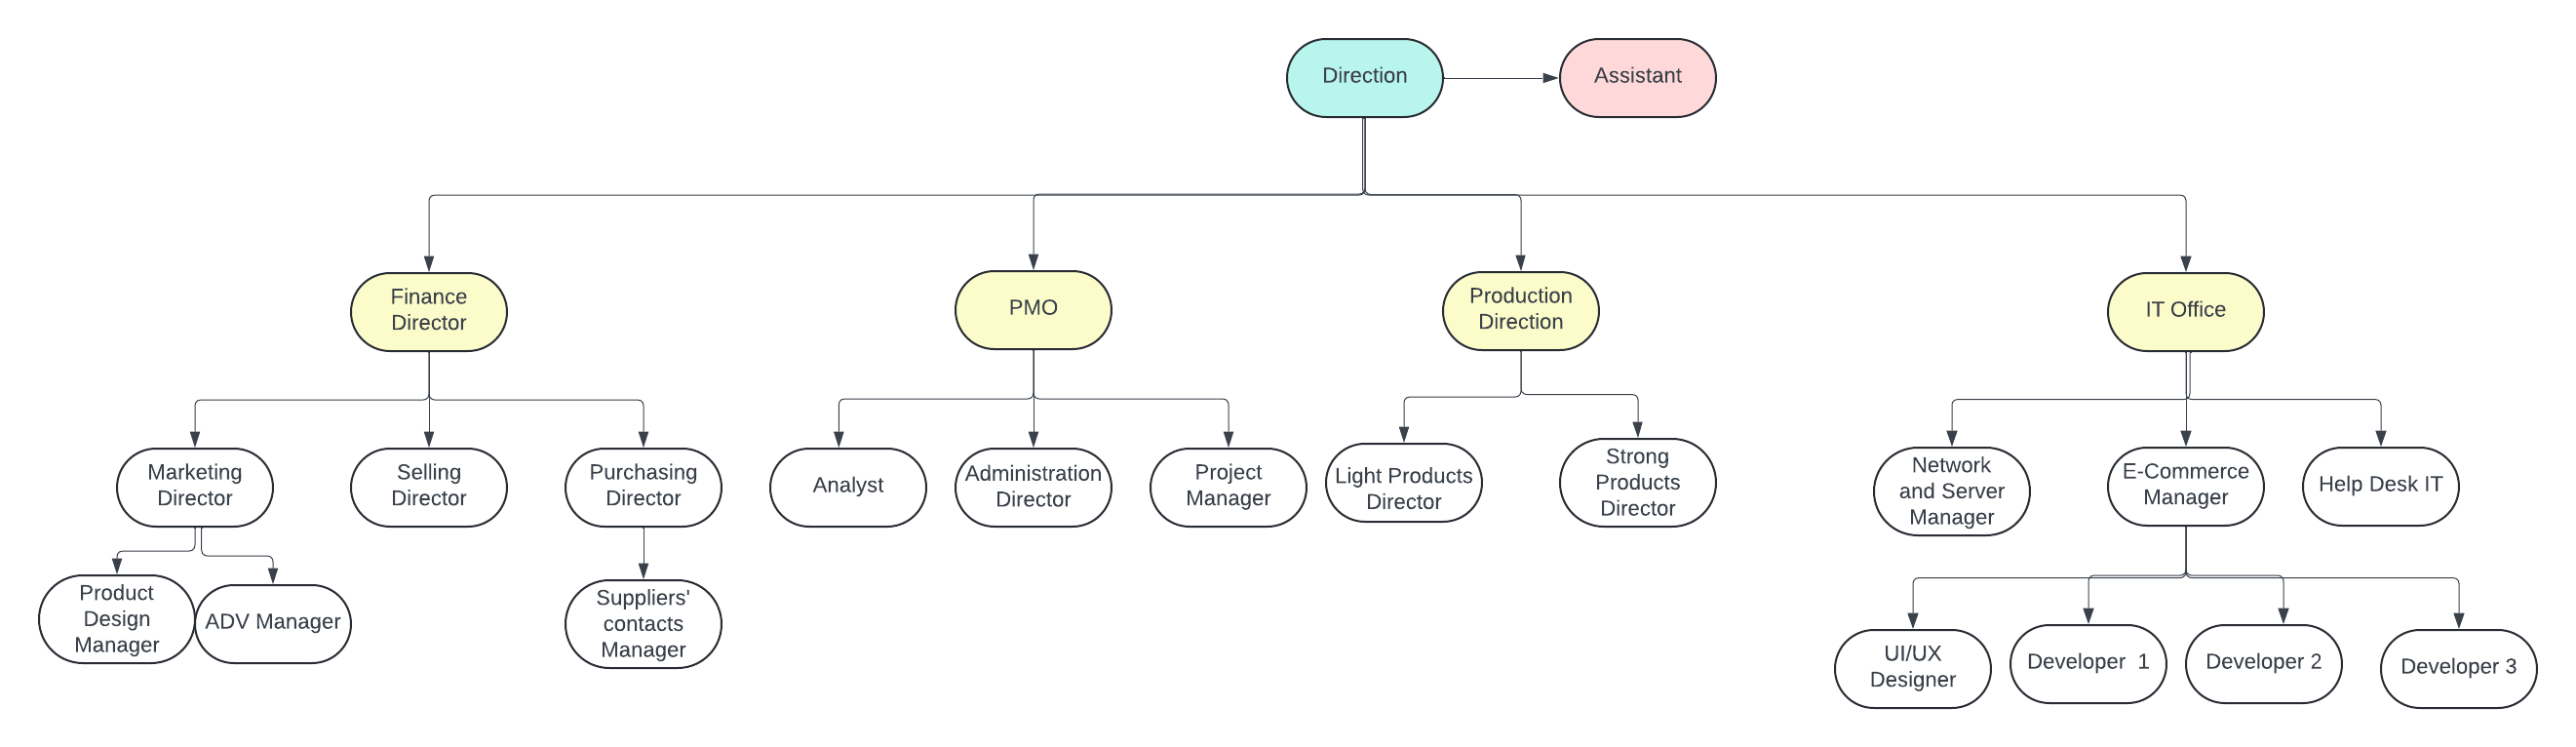 Direction
Assistant
Finance
Director
PMO
Production
Direction
IT Office
Marketing
Director
Selling
Director
Purchasing
Director
Analyst
Administration
Director
Project
Manager
Light Products
Director
Strong
Products
Director
Network
and Server
Manager
E-Commerce
Manager
Help Desk IT
Product
Design
Manager
ADV Manager
Suppliers'
contacts
Manager
UI/UX
Designer
Developer  1
Developer 2
Developer 3